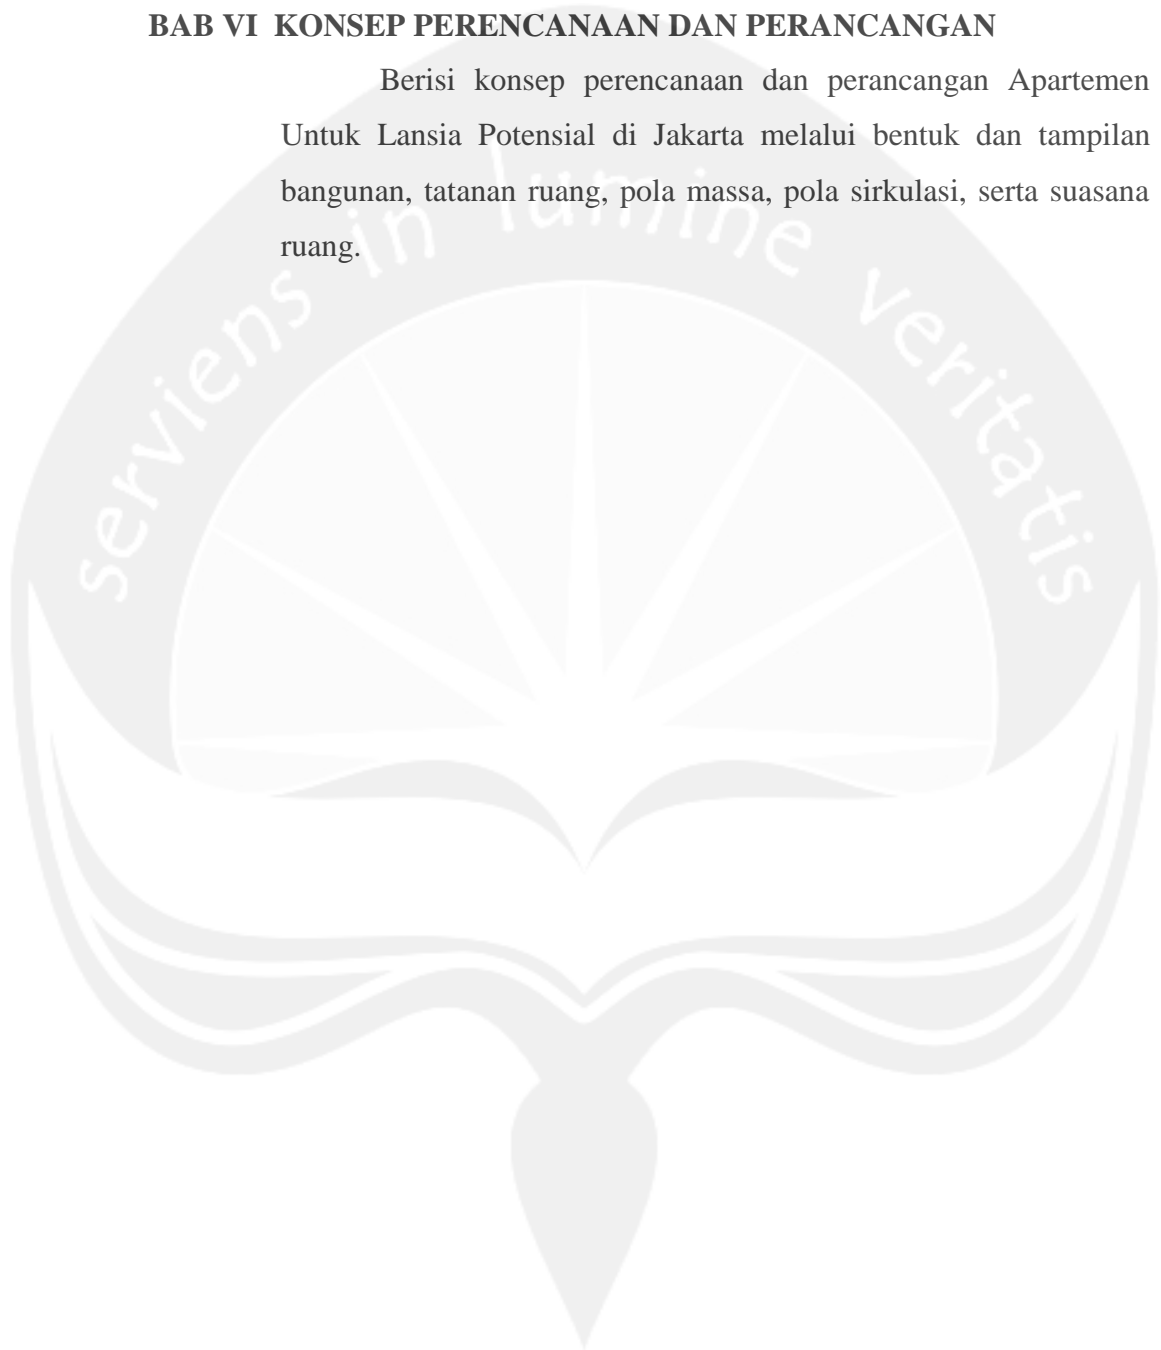 BAB VI KONSEP PERENCANAAN DAN PERANCANGAN
Berisi konsep perencanaan dan perancangan Apartemen
Untuk Lansia Potensial di Jakarta melalui bentuk dan tampilan
bangunan, tatanan ruang, pola massa, pola sirkulasi, serta suasana
ruang.
serviens in lumine veritatis